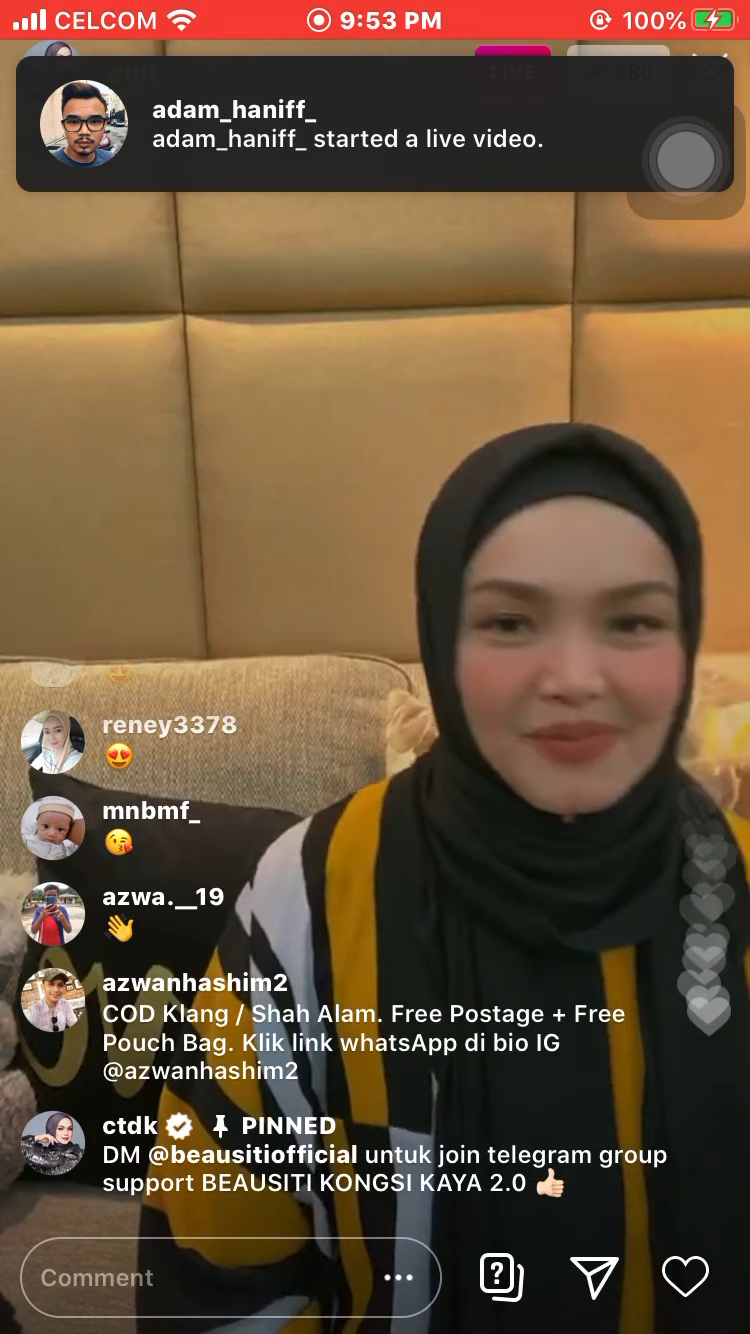 CELCOM 9:53 PM 100%
LIVE
adam_haniff_
adam_haniff_ started a live video.
reney3378
😍
mnbmf_
😘
azwa.__19
👋
azwanhashim2
COD Klang / Shah Alam. Free Postage + Free
Pouch Bag. Klik link whatsApp di bio IG
@azwanhashim2
ctdk PINNED
DM @beausitiofficial untuk join telegram group
support BEAUSITI KONGSI KAYA 2.0 👍🏻
Comment